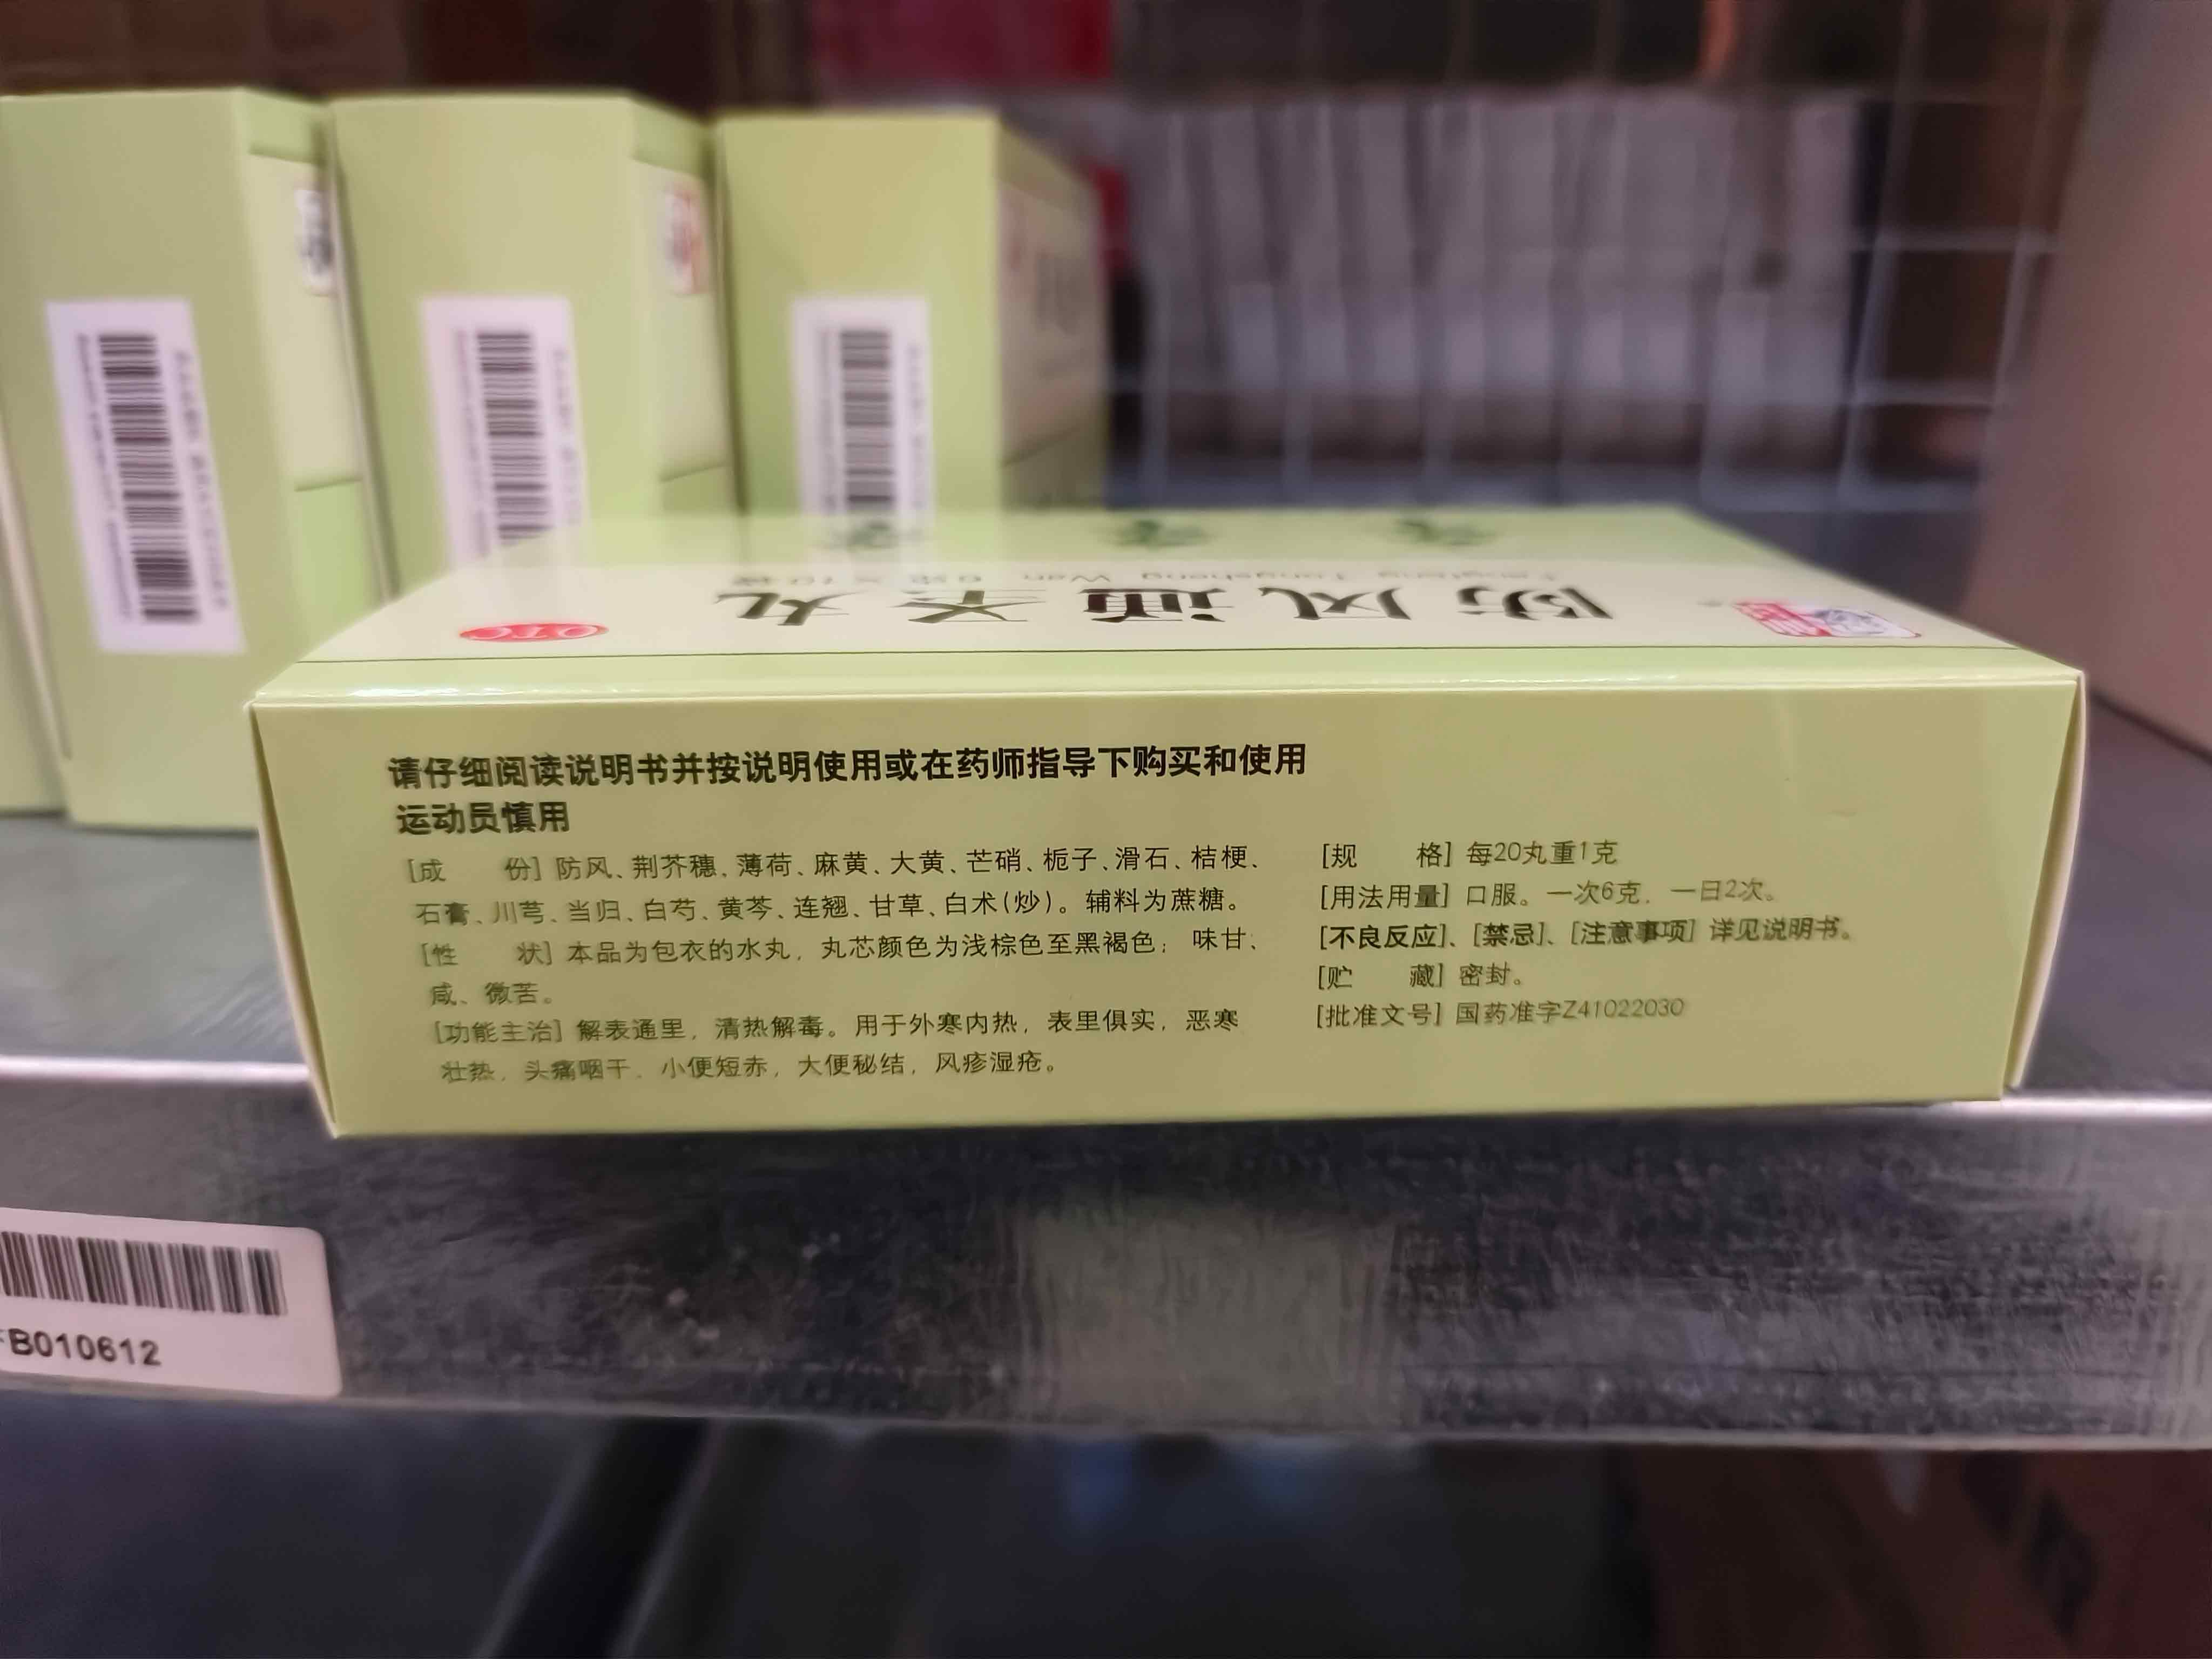 防风通圣丸
Fangfeng Tongsheng Wan
OTC
请仔细阅读说明书并按说明使用或在药师指导下购买和使用
运动员慎用
[成 份] 防风、荆芥穗、薄荷、麻黄、大黄、芒硝、栀子、滑石、桔梗、
石膏、川芎、当归、白芍、黄芩、连翘、甘草、白术(炒)。辅料为蔗糖。
[性 状] 本品为包衣的水丸，丸芯颜色为浅棕色至黑褐色；味甘、
咸、微苦。
[功能主治] 解表通里，清热解毒。用于外寒内热，表里俱实，恶寒
壮热，头痛咽干，小便短赤，大便秘结，风疹湿疮。
[规 格] 每20丸重1克
[用法用量] 口服。一次6克，一日2次。
[不良反应]、[禁忌]、[注意事项] 详见说明书。
[贮 藏] 密封。
[批准文号] 国药准字Z41022030
B010612